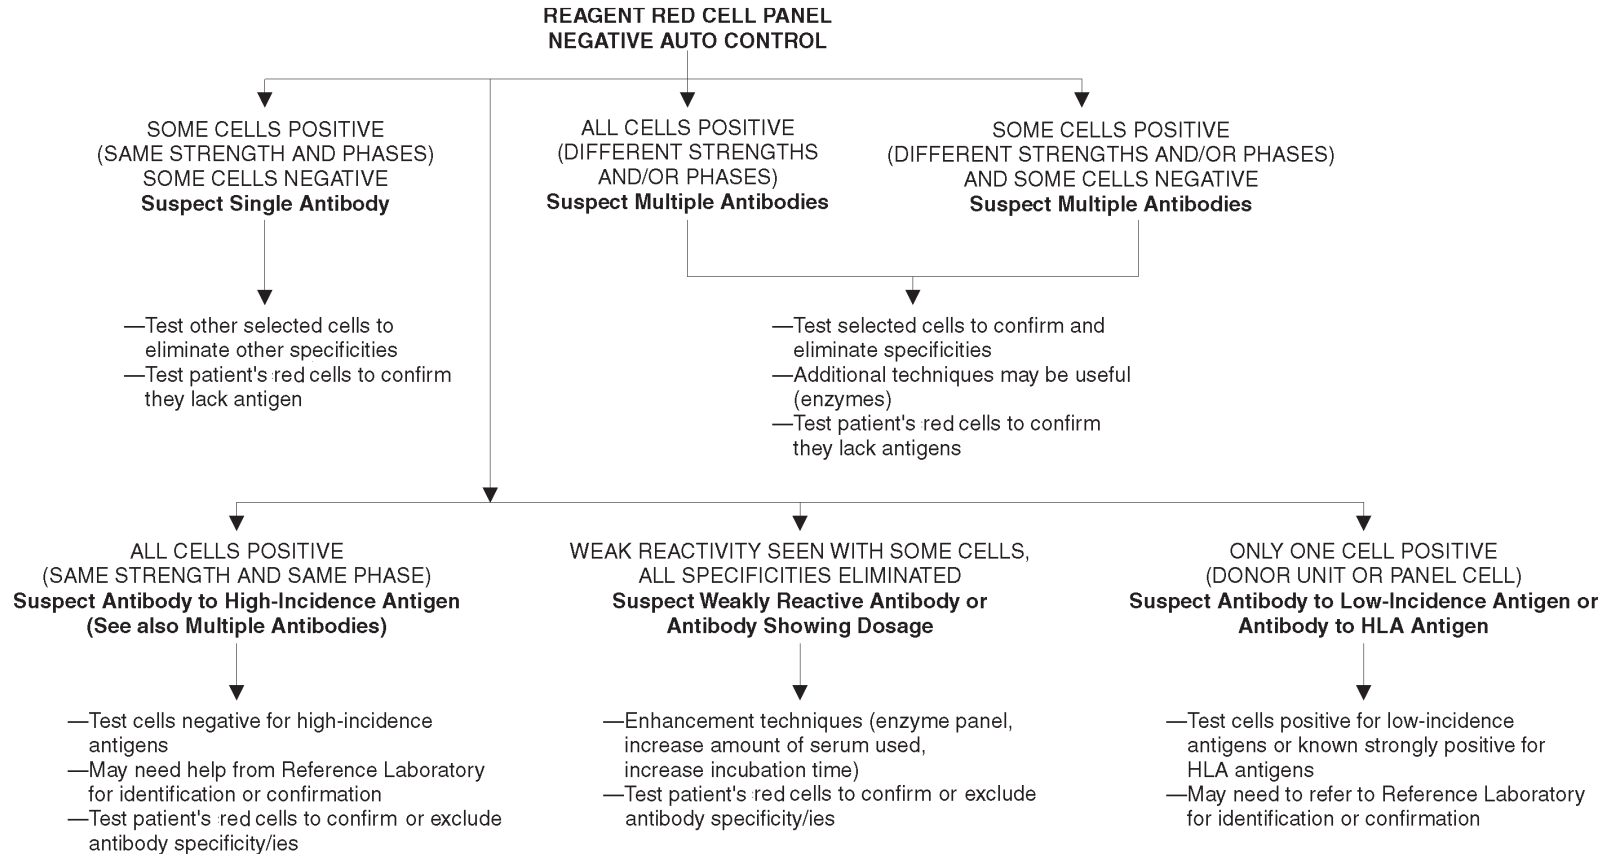 REAGENT RED CELL PANEL
NEGATIVE AUTO CONTROL
SOME CELLS POSITIVE
(SAME STRENGTH AND PHASES)
SOME CELLS NEGATIVE
Suspect Single Antibody
ALL CELLS POSITIVE
(DIFFERENT STRENGTHS
AND/OR PHASES)
Suspect Multiple Antibodies
SOME CELLS POSITIVE
(DIFFERENT STRENGTHS AND/OR PHASES)
AND SOME CELLS NEGATIVE
Suspect Multiple Antibodies
—Test other selected cells to
eliminate other specificities
—Test patient's red cells to confirm
they lack antigen
—Test selected cells to confirm and
eliminate specificities
—Additional techniques may be useful
(enzymes)
—Test patient's red cells to confirm
they lack antigens
ALL CELLS POSITIVE
(SAME STRENGTH AND SAME PHASE)
Suspect Antibody to High-Incidence Antigen
(See also Multiple Antibodies)
WEAK REACTIVITY SEEN WITH SOME CELLS,
ALL SPECIFICITIES ELIMINATED
Suspect Weakly Reactive Antibody or
Antibody Showing Dosage
ONLY ONE CELL POSITIVE
(DONOR UNIT OR PANEL CELL)
Suspect Antibody to Low-Incidence Antigen or
Antibody to HLA Antigen
—Test cells negative for high-incidence
antigens
—May need help from Reference Laboratory
for identification or confirmation
—Test patient's red cells to confirm or exclude
antibody specificity/ies
—Enhancement techniques (enzyme panel,
increase amount of serum used,
increase incubation time)
—Test patient's red cells to confirm or exclude
antibody specificity/ies
—Test cells positive for low-incidence
antigens or known strongly positive for
HLA antigens
—May need to refer to Reference Laboratory
for identification or confirmation